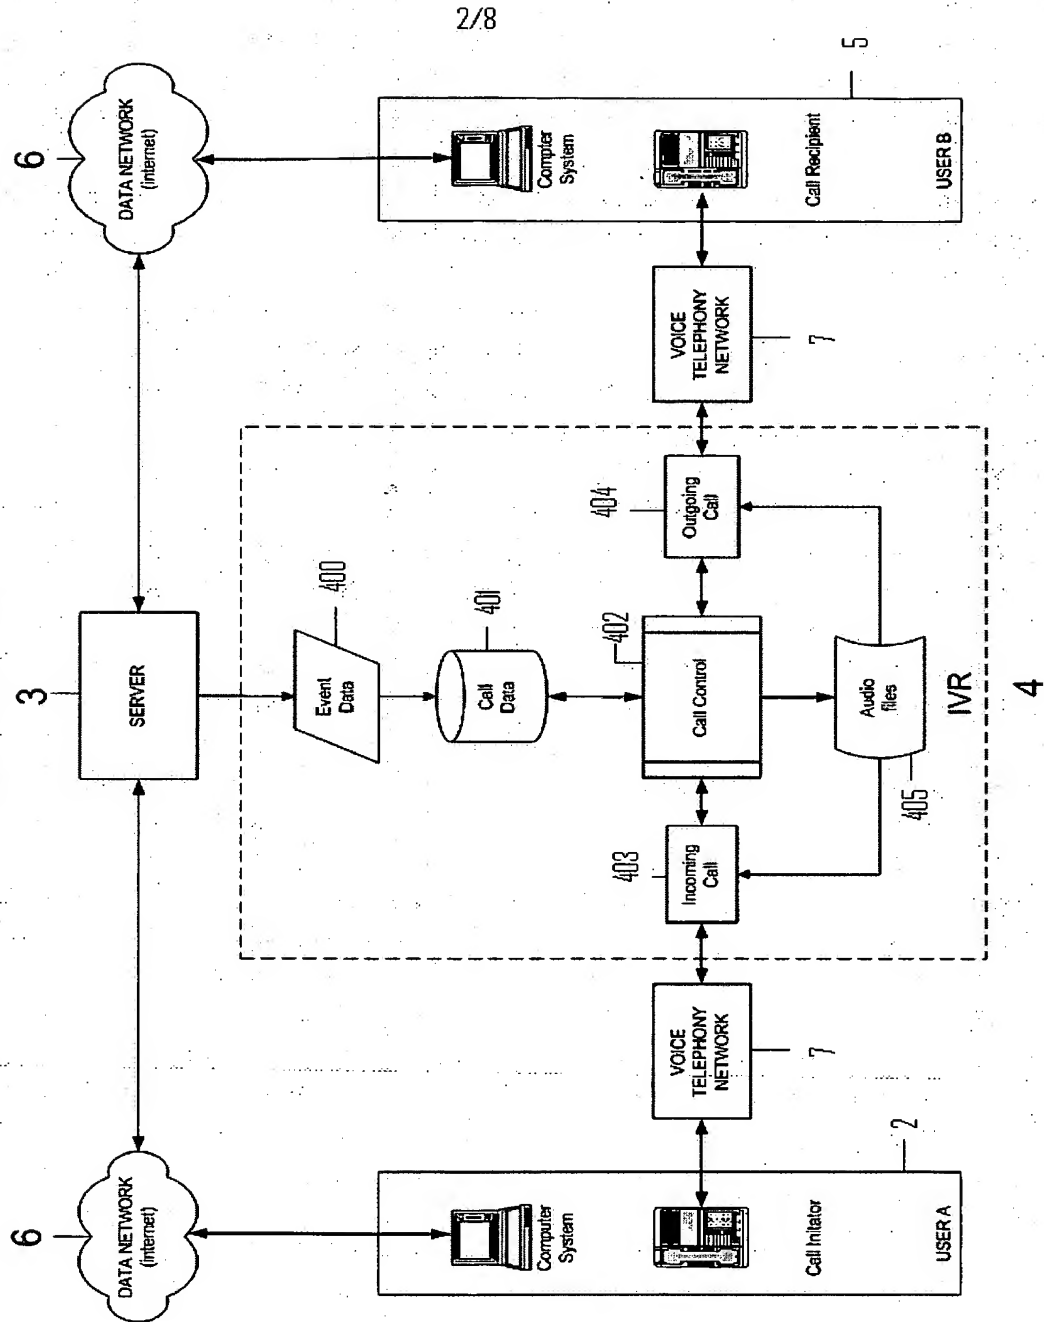 2/8
6
DATA NETWORK
(internet)
3
SERVER
6
DATA NETWORK
(internet)
400
Event
Data
401
Call
Data
402
Call Control
403
Incoming
Call
404
Outgoing
Call
405
Audio
files
IVR
4
VOICE
TELEPHONY
NETWORK
7
VOICE
TELEPHONY
NETWORK
7
2
Computer
System
Call Initiator
USER A
5
Compter
System
Call Recipient
USER B